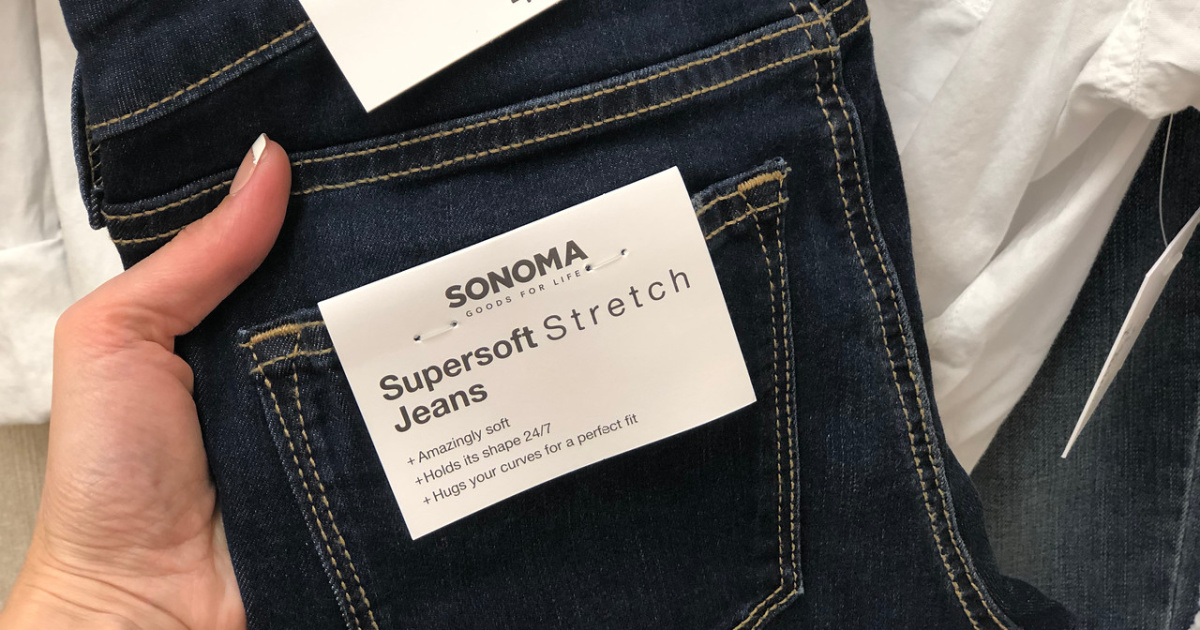 SONOMA
GOODS FOR LIFE
Supersoft Stretch
Jeans
+ Amazingly soft
+ Holds its shape 24/7
+ Hugs your curves for a perfect fit